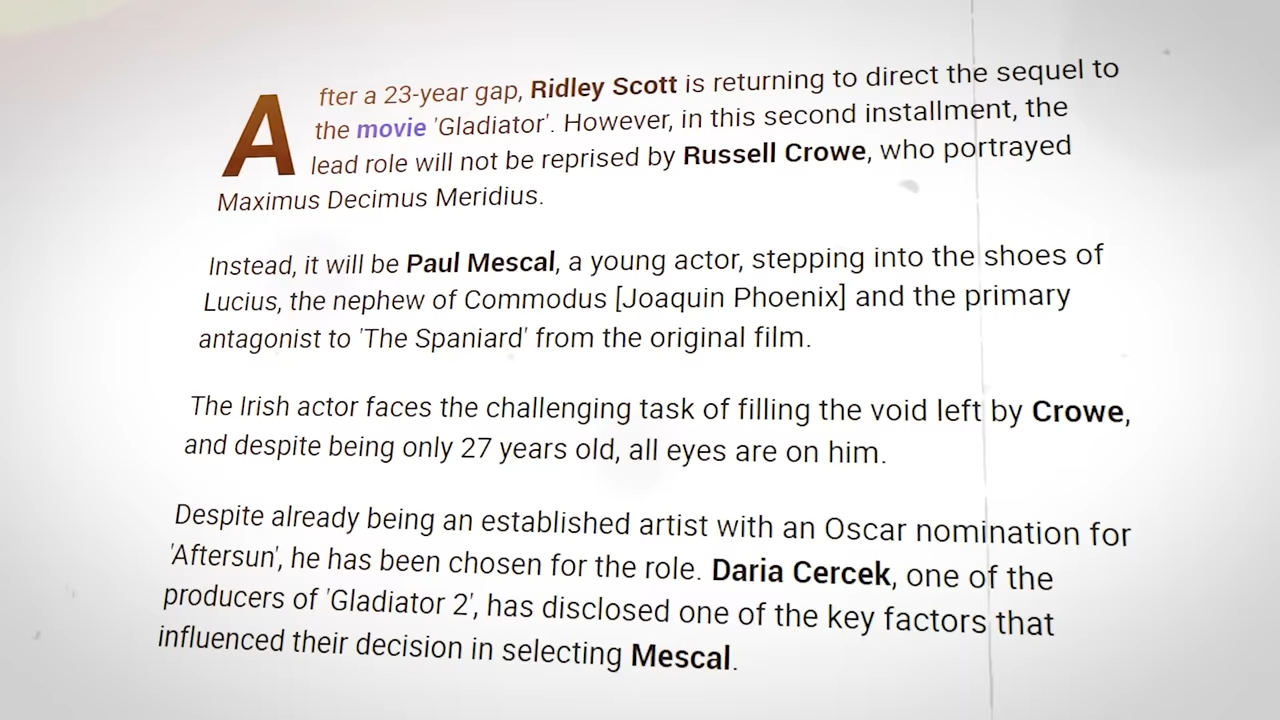 After a 23-year gap, Ridley Scott is returning to direct the sequel to
the movie 'Gladiator'. However, in this second installment, the
lead role will not be reprised by Russell Crowe, who portrayed
Maximus Decimus Meridius.
Instead, it will be Paul Mescal, a young actor, stepping into the shoes of
Lucius, the nephew of Commodus [Joaquin Phoenix] and the primary
antagonist to 'The Spaniard' from the original film.
The Irish actor faces the challenging task of filling the void left by Crowe,
and despite being only 27 years old, all eyes are on him.
Despite already being an established artist with an Oscar nomination for
'Aftersun', he has been chosen for the role. Daria Cercek, one of the
producers of 'Gladiator 2', has disclosed one of the key factors that
influenced their decision in selecting Mescal.